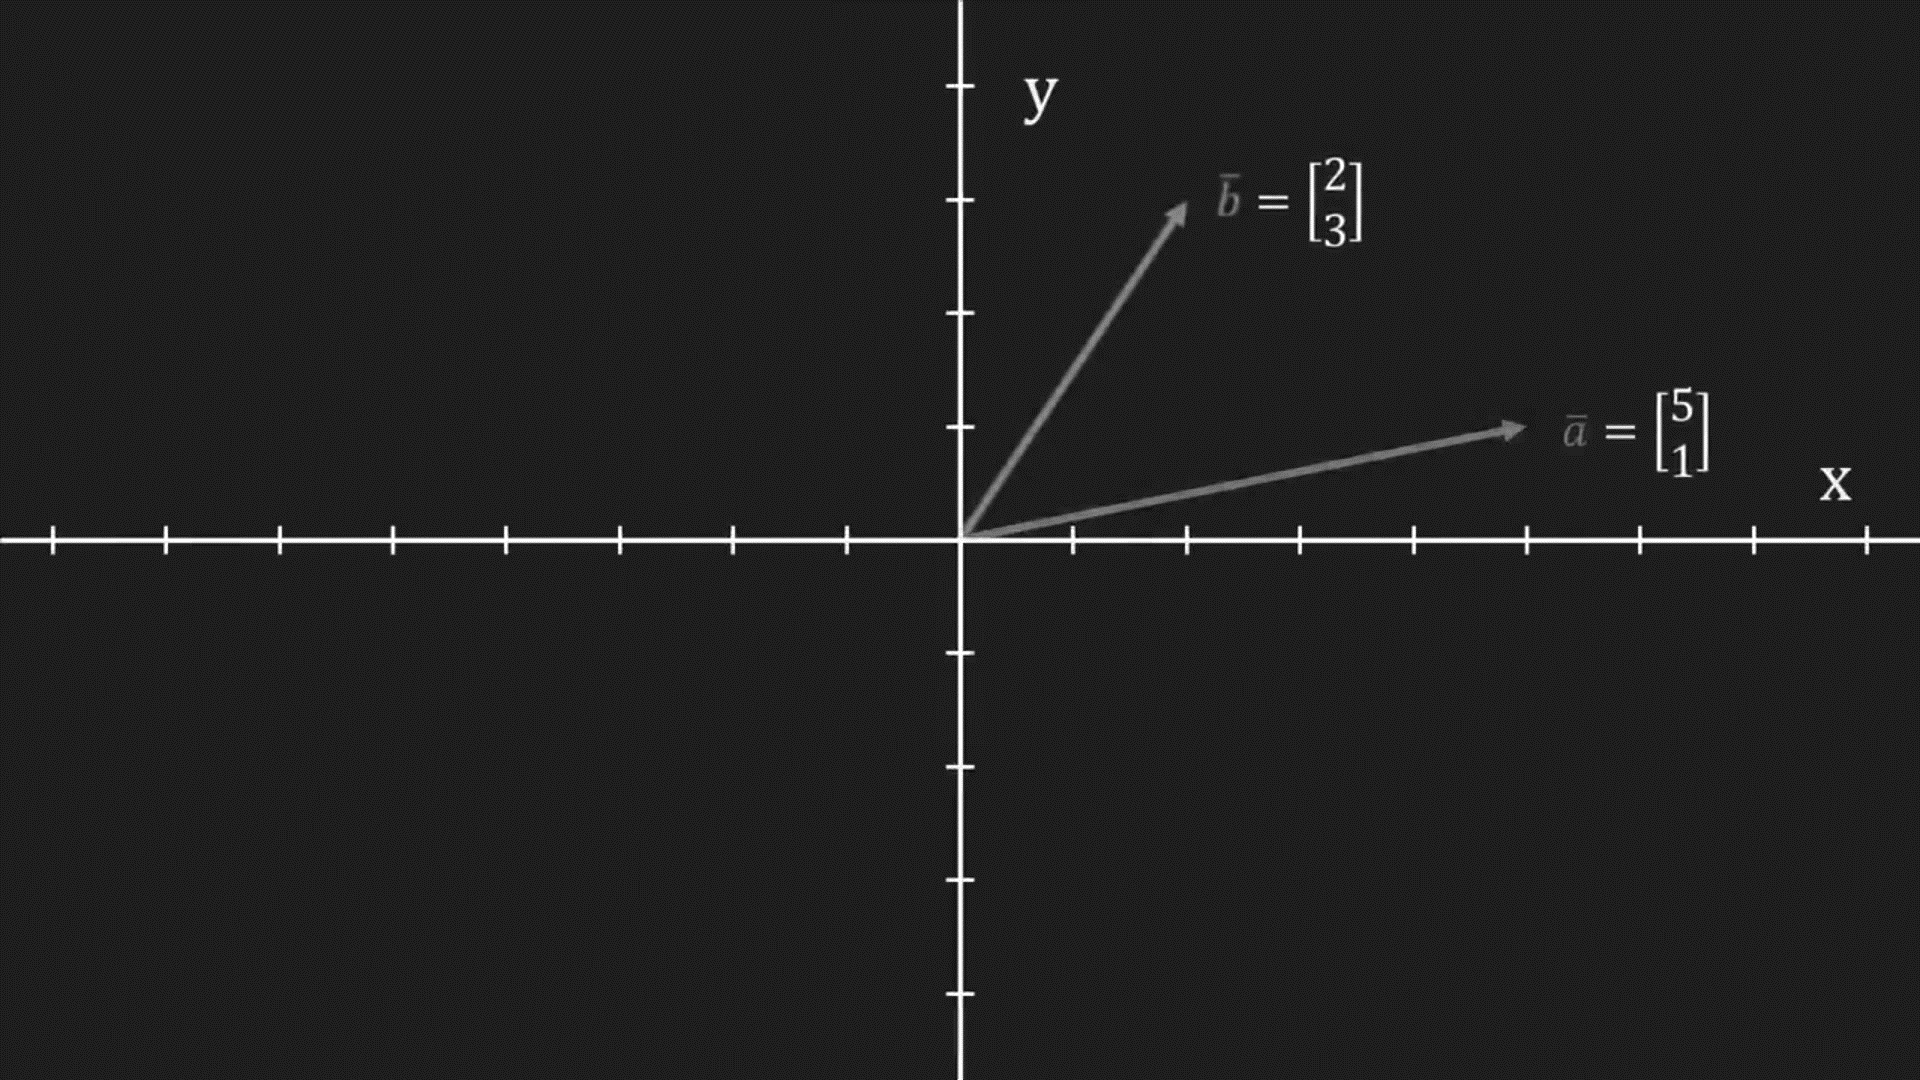 y
b̄ = [2
3]
ā = [5
1]
x